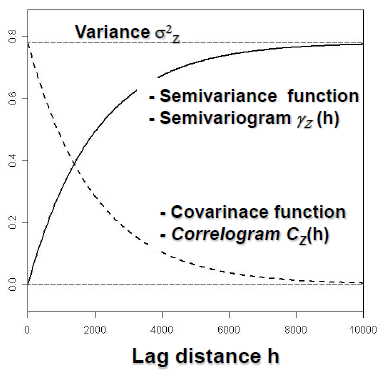 Variance σ²z
- Semivariance function
- Semivariogram γz (h)
- Covarinace function
- Correlogram Cz(h)
0.8
0.6
0.4
0.2
0.0
0 2000 4000 6000 8000 10000
Lag distance h